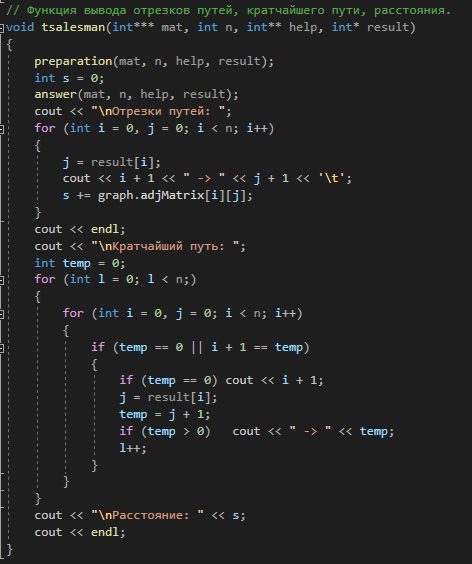 // Функция вывода отрезков путей, кратчайшего пути, расстояния.
void tsalesman(int*** mat, int n, int** help, int* result)
{
    preparation(mat, n, help, result);
    int s = 0;
    answer(mat, n, help, result);
    cout << "\nОтрезки путей: ";
    for (int i = 0, j = 0; i < n; i++)
    {
        j = result[i];
        cout << i + 1 << " -> " << j + 1 << '\t';
        s += graph.adjMatrix[i][j];
    }
    cout << endl;
    cout << "\nКратчайший путь: ";
    int temp = 0;
    for (int l = 0; l < n;)
    {
        for (int i = 0, j = 0; i < n; i++)
        {
            if (temp == 0 || i + 1 == temp)
            {
                if (temp == 0) cout << i + 1;
                j = result[i];
                temp = j + 1;
                if (temp > 0)   cout << " -> " << temp;
                l++;
            }
        }
    }
    cout << "\nРасстояние: " << s;
    cout << endl;
}